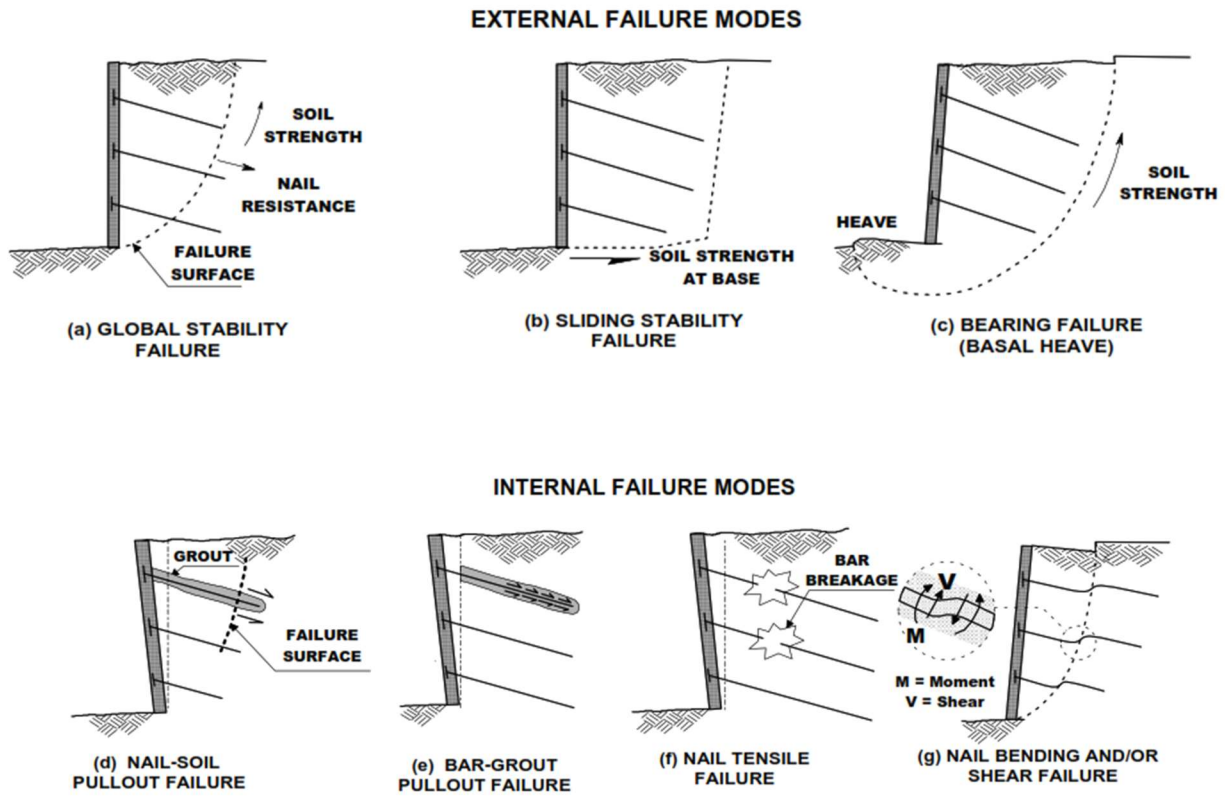 EXTERNAL FAILURE MODES
SOIL
STRENGTH
NAIL
RESISTANCE
FAILURE
SURFACE
(a) GLOBAL STABILITY
FAILURE
SOIL STRENGTH
AT BASE
(b) SLIDING STABILITY
FAILURE
HEAVE
SOIL
STRENGTH
(c) BEARING FAILURE
(BASAL HEAVE)
INTERNAL FAILURE MODES
GROUT
FAILURE
SURFACE
(d) NAIL-SOIL
PULLOUT FAILURE
(e) BAR-GROUT
PULLOUT FAILURE
BAR
BREAKAGE
(f) NAIL TENSILE
FAILURE
V
M
M = Moment
V = Shear
(g) NAIL BENDING AND/OR
SHEAR FAILURE